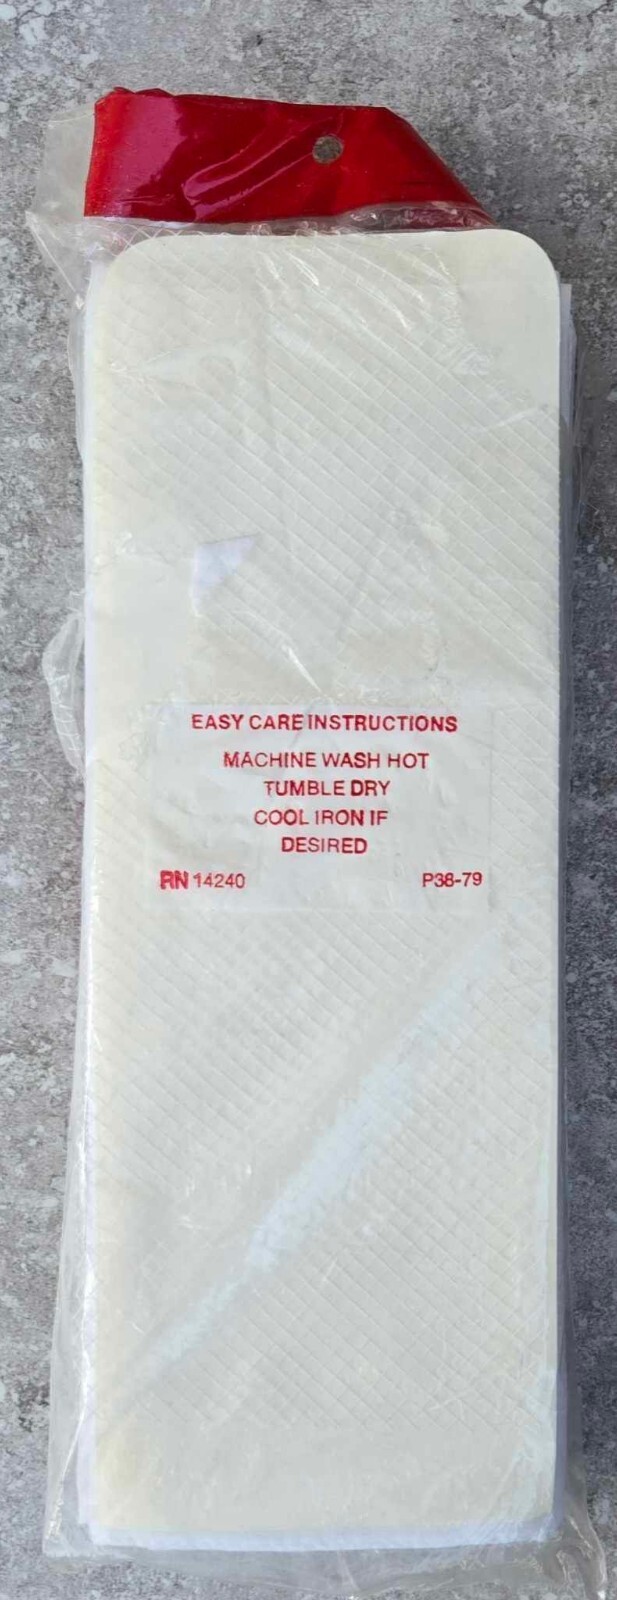 EASY CARE INSTRUCTIONS
MACHINE WASH HOT
TUMBLE DRY
COOL IRON IF
DESIRED
RN 14240 P38-79